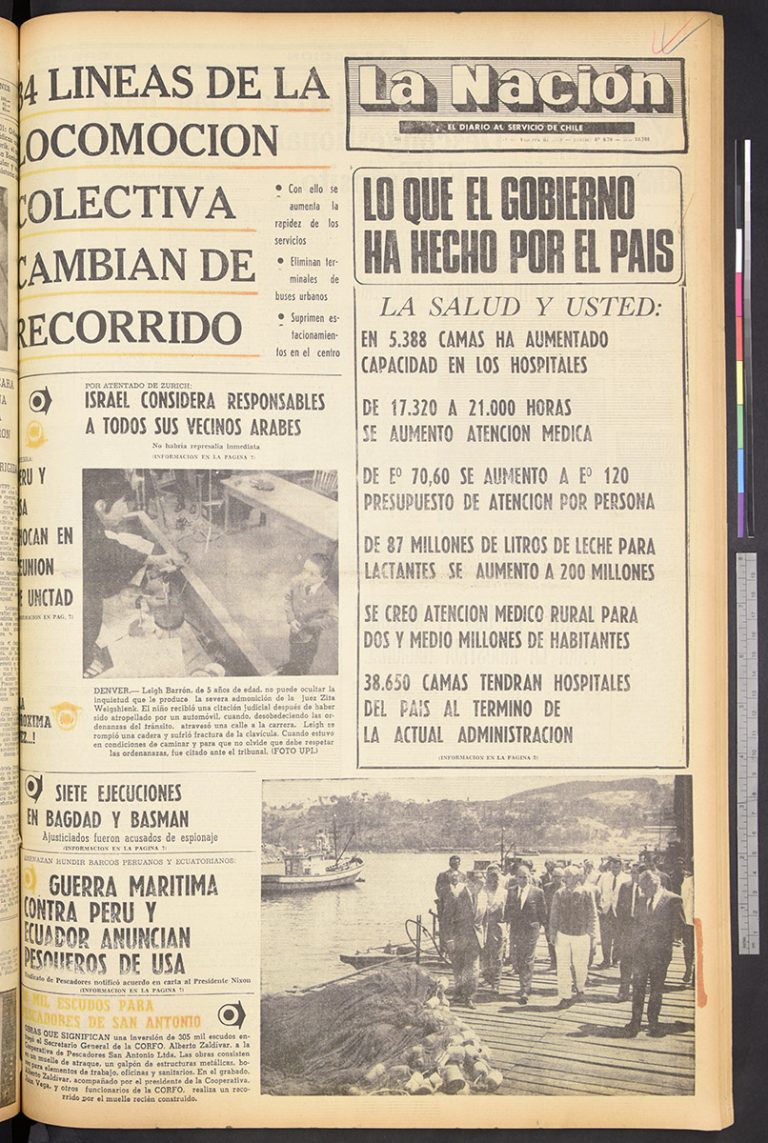 La Nación
EL DIARIO AL SERVICIO DE CHILE
84 LINEAS DE LA
LOCOMOCION
COLECTIVA
CAMBIAN DE
RECORRIDO
● Con ello se
aumenta la
rapidez de los
servicios
● Eliminan ter-
minales de
buses urbanos
● Suprimen es-
tacionamien-
tos en el centro
LO QUE EL GOBIERNO
HA HECHO POR EL PAIS
LA SALUD Y USTED:
EN 5.388 CAMAS HA AUMENTADO
CAPACIDAD EN LOS HOSPITALES
DE 17.320 A 21.000 HORAS
SE AUMENTO ATENCION MEDICA
DE Eº 70,60 SE AUMENTO A Eº 120
PRESUPUESTO DE ATENCION POR PERSONA
DE 87 MILLONES DE LITROS DE LECHE PARA
LACTANTES SE AUMENTO A 200 MILLONES
SE CREO ATENCION MEDICO RURAL PARA
DOS Y MEDIO MILLONES DE HABITANTES
38.650 CAMAS TENDRAN HOSPITALES
DEL PAIS AL TERMINO DE
LA ACTUAL ADMINISTRACION
(INFORMACION EN LA PAGINA 2)
POR ATENTADO DE ZURICH:
ISRAEL CONSIDERA RESPONSABLES
A TODOS SUS VECINOS ARABES
No habría represalia inmediata
(INFORMACION EN LA PAGINA 7)
ERU Y
SA
HOCAN EN
EUNION
E UNCTAD
ORMACION EN PAG. 7)
DENVER.— Leigh Barrón, de 5 años de edad, no puede ocultar la
inquietud que le produce la severa admosición de la Juez Zita
Weigshienk. El niño recibió una citación judicial después de haber
sido atropellado por un automóvil, cuando, desobedeciendo las or-
denanzas del tránsito, atravesó una calle a la carrera. Leigh se
rompió una cadera y sufrió fractura de la clavícula. Cuando estuvo
en condiciones de caminar y para que no olvide que debe respetar
las ordenanazas, fue citado ante el tribunal. (FOTO UPI.)
LA
ROXIMA
EZ...!
SIETE EJECUCIONES
EN BAGDAD Y BASMAN
Ajusticiados fueron acusados de espionaje
(INFORMACION EN LA PAGINA 7)
AMENAZAN HUNDIR BARCOS PERUANOS Y ECUATORIANOS:
GUERRA MARITIMA
CONTRA PERU Y
ECUADOR ANUNCIAN
PESQUEROS DE USA
Sindicato de Pescadores notificó acuerdo en carta al Presidente Nixon
(INFORMACION EN LA PAGINA 7)
MIL ESCUDOS PARA
PESCADORES DE SAN ANTONIO
OBRAS QUE SIGNIFICAN una inversión de 305 mil escudos en-
tregó el Secretario General de la CORFO, Alberto Zaldívar, a la
Cooperativa de Pescadores San Antonio Ltda. Las obras consisten
en un muelle de atraque, un galpón de estructuras metálicas, bo-
para elementos de trabajo, oficinas y sanitarios. En el grabado,
Alberto Zaldívar, acompañado por el presidente de la Cooperativa,
Vega, y otros funcionarios de la CORFO, realiza un reco-
rrido por el muelle recién construido.